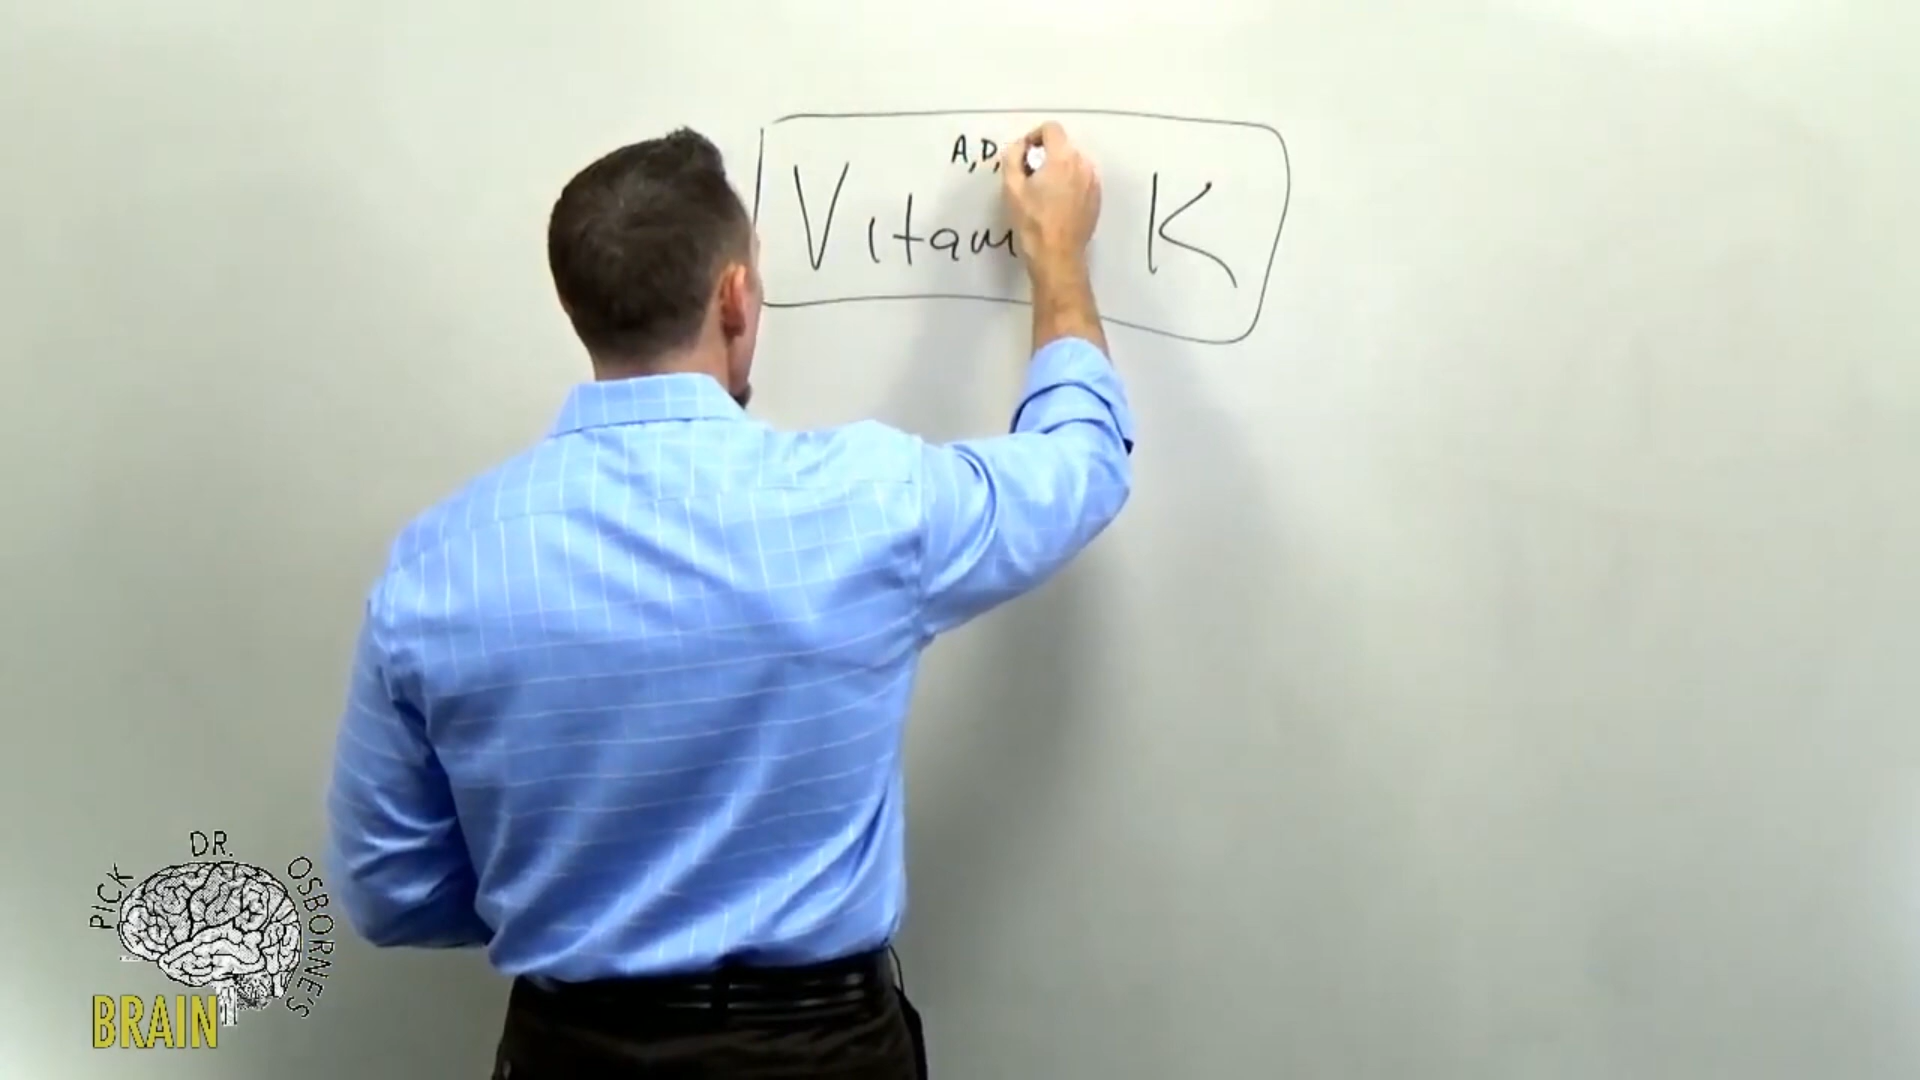 A, D,
Vitam K
PICK DR. OSBORNE'S
BRAIN